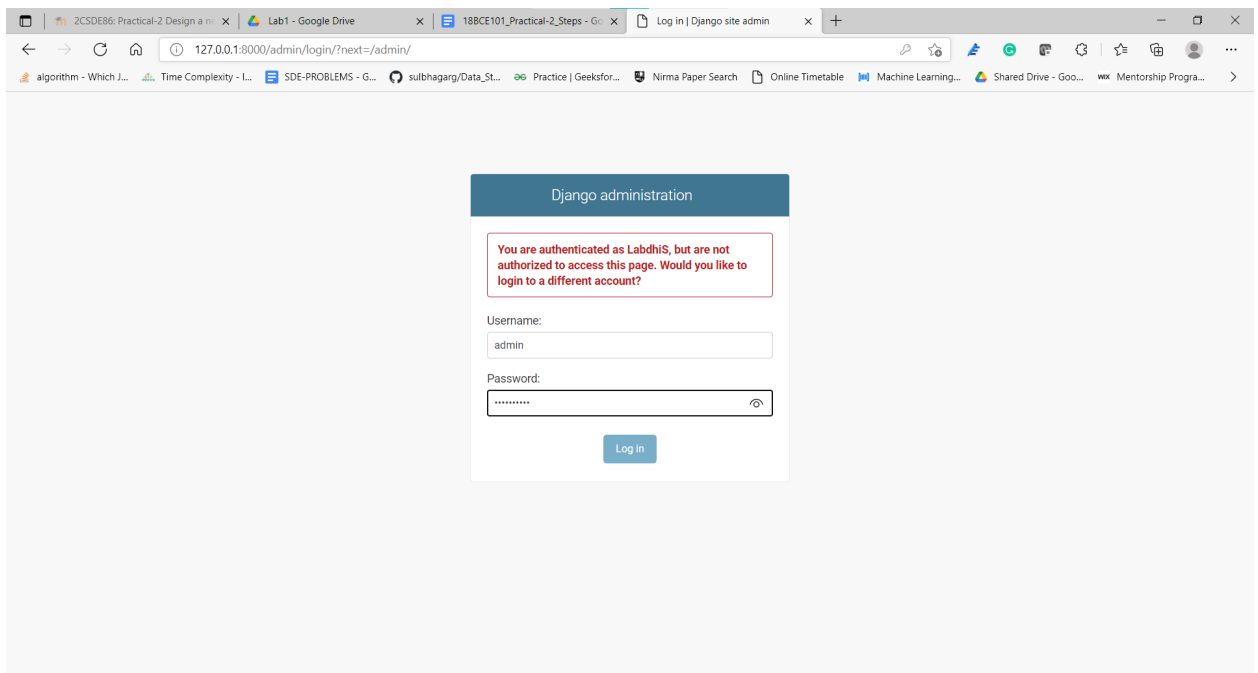 2CSDE86: Practical-2 Design a ne
Lab1 - Google Drive
18BCE101_Practical-2_Steps - Go
Log in | Django site admin
127.0.0.1:8000/admin/login/?next=/admin/
algorithm - Which J...
Time Complexity - I...
SDE-PROBLEMS - G...
sulbhagarg/Data_St...
Practice | Geeksfor...
Nirma Paper Search
Online Timetable
Machine Learning...
Shared Drive - Goo...
WIX Mentorship Progra...
Django administration
You are authenticated as LabdhiS, but are not
authorized to access this page. Would you like to
login to a different account?
Username:
admin
Password:
Log in